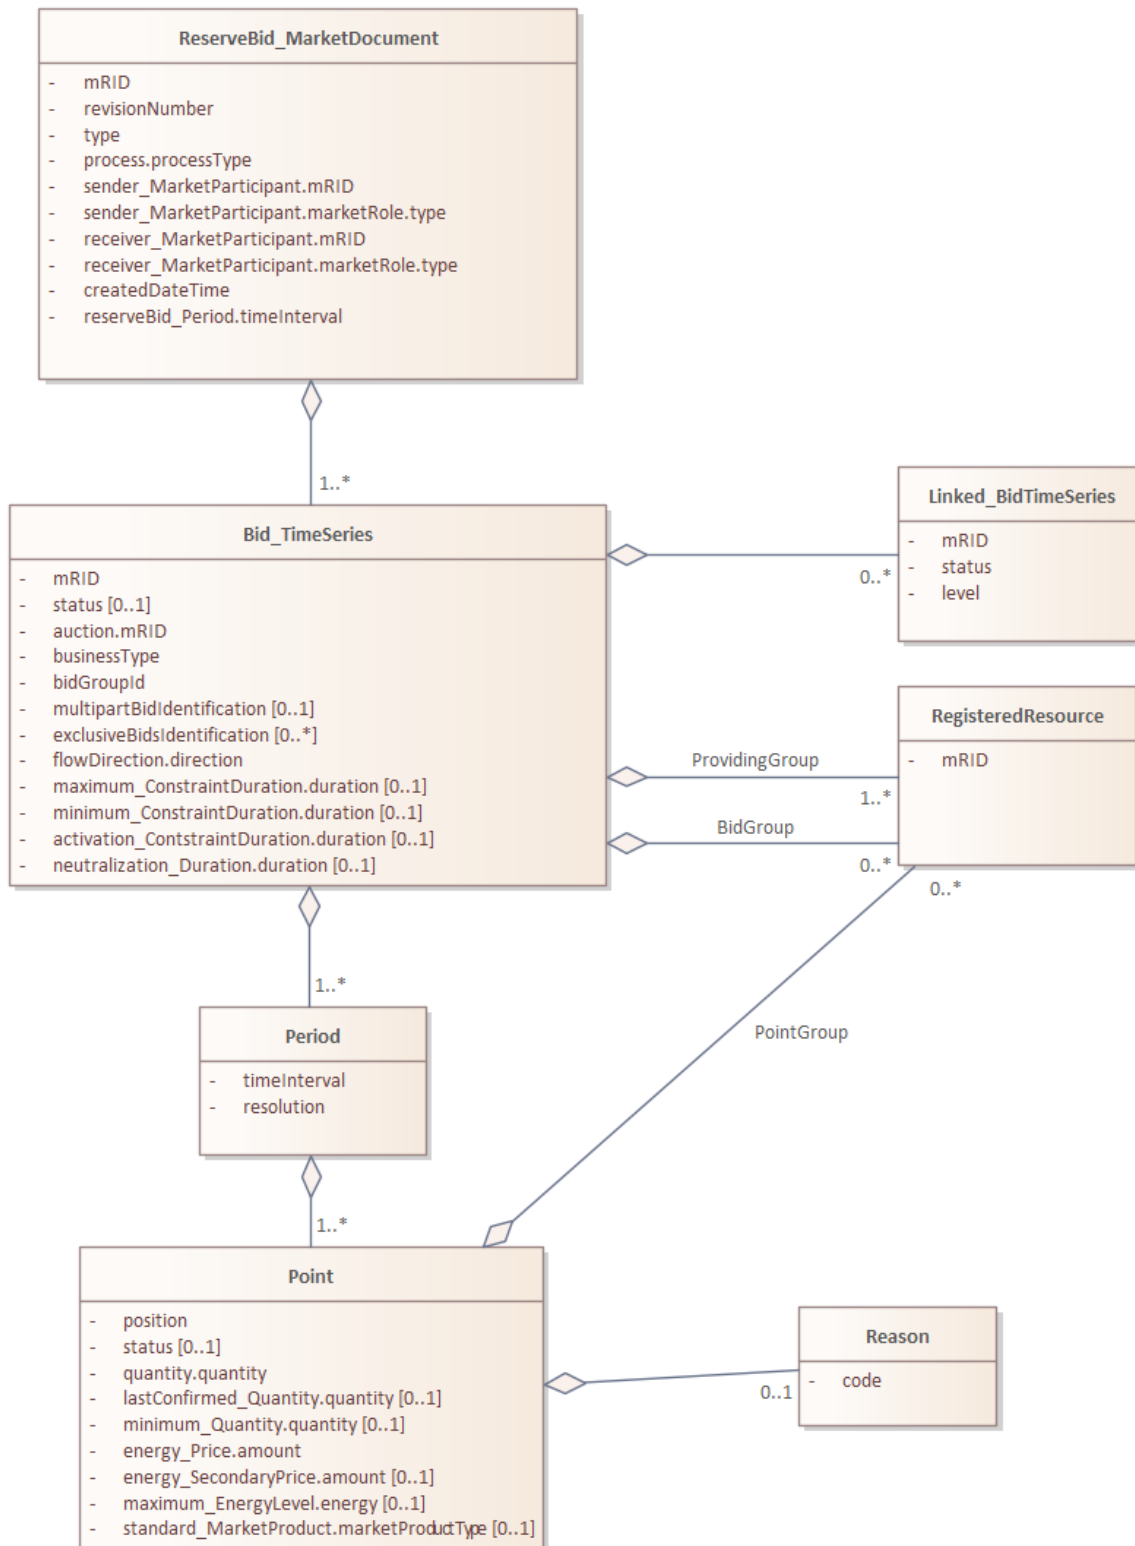 ReserveBid_MarketDocument
- mRID
- revisionNumber
- type
- process.processType
- sender_MarketParticipant.mRID
- sender_MarketParticipant.marketRole.type
- receiver_MarketParticipant.mRID
- receiver_MarketParticipant.marketRole.type
- createdDateTime
- reserveBid_Period.timeInterval
1..*
Bid_TimeSeries
- mRID
- status [0..1]
- auction.mRID
- businessType
- bidGroupId
- multipartBidIdentification [0..1]
- exclusiveBidsIdentification [0..*]
- flowDirection.direction
- maximum_ConstraintDuration.duration [0..1]
- minimum_ConstraintDuration.duration [0..1]
- activation_ContstraintDuration.duration [0..1]
- neutralization_Duration.duration [0..1]
0..*
Linked_BidTimeSeries
- mRID
- status
- level
ProvidingGroup
1..*
BidGroup
0..*
RegisteredResource
- mRID
0..*
PointGroup
1..*
Period
- timeInterval
- resolution
1..*
Point
- position
- status [0..1]
- quantity.quantity
- lastConfirmed_Quantity.quantity [0..1]
- minimum_Quantity.quantity [0..1]
- energy_Price.amount
- energy_SecondaryPrice.amount [0..1]
- maximum_EnergyLevel.energy [0..1]
- standard_MarketProduct.marketProductType [0..1]
0..1
Reason
- code